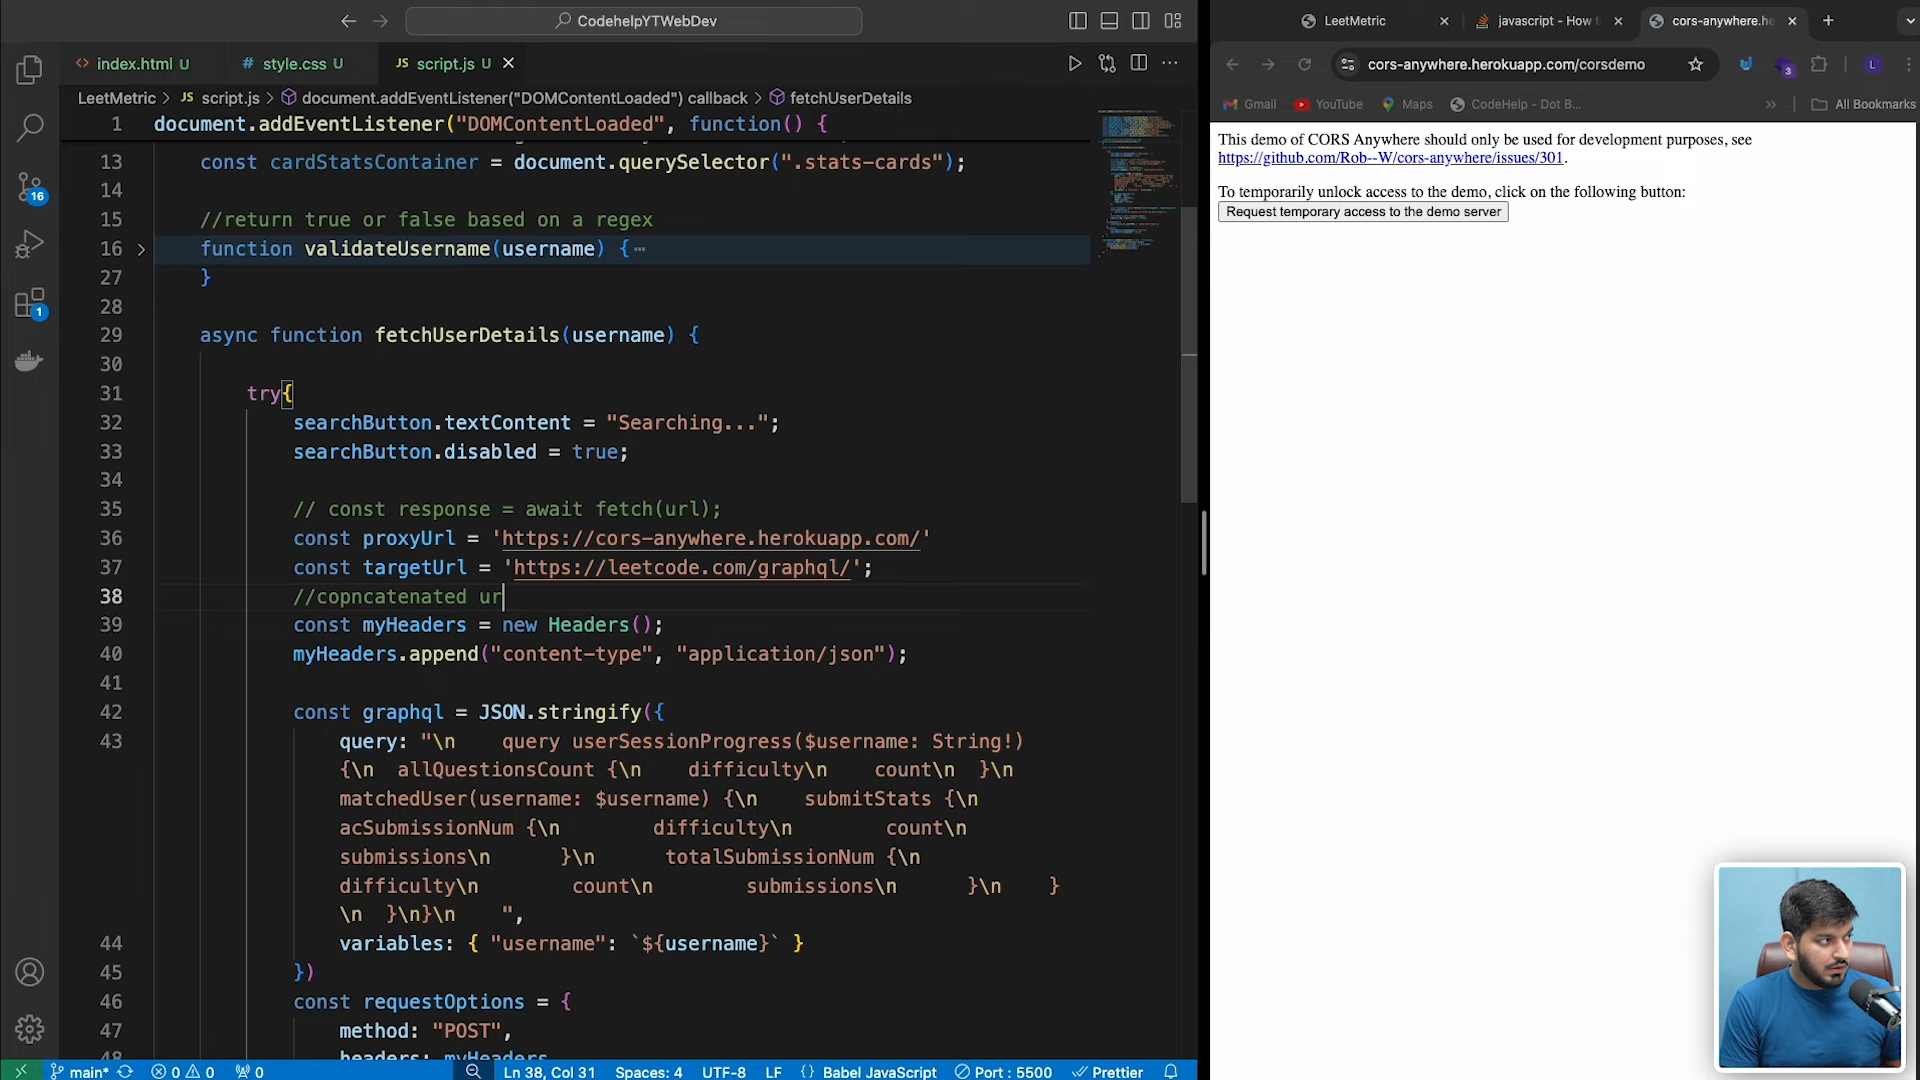 CodehelpYTWebDev
index.html U
style.css U
JS script.js U
LeetMetric > JS script.js > document.addEventListener("DOMContentLoaded") callback > fetchUserDetails
1 document.addEventListener("DOMContentLoaded", function() {
13 const cardStatsContainer = document.querySelector(".stats-cards");
14
15 //return true or false based on a regex
16 function validateUsername(username) {
27 }
28
29 async function fetchUserDetails(username) {
30
31 try{
32 searchButton.textContent = "Searching...";
33 searchButton.disabled = true;
34
35 // const response = await fetch(url);
36 const proxyUrl = 'https://cors-anywhere.herokuapp.com/'
37 const targetUrl = 'https://leetcode.com/graphql/';
38 //copncatenated ur
39 const myHeaders = new Headers();
40 myHeaders.append("content-type", "application/json");
41
42 const graphql = JSON.stringify({
43 query: "\n    query userSessionProgress($username: String!)
{\n  allQuestionsCount {\n    difficulty\n    count\n  }\n
matchedUser(username: $username) {\n    submitStats {\n
acSubmissionNum {\n        difficulty\n        count\n
submissions\n      }\n      totalSubmissionNum {\n
difficulty\n        count\n        submissions\n      }\n    }
\n  }\n}\n    ",
44 variables: { "username": `${username}` }
45 })
46 const requestOptions = {
47 method: "POST",
48 headers: myHeaders
16
1
main* 0 0 0 Ln 38, Col 31 Spaces: 4 UTF-8 LF {} Babel JavaScript Port : 5500 Prettier
LeetMetric
javascript - How t
cors-anywhere.he
cors-anywhere.herokuapp.com/corsdemo
3
L
Gmail YouTube Maps CodeHelp - Dot B... » All Bookmarks
This demo of CORS Anywhere should only be used for development purposes, see
https://github.com/Rob--W/cors-anywhere/issues/301.
To temporarily unlock access to the demo, click on the following button:
Request temporary access to the demo server